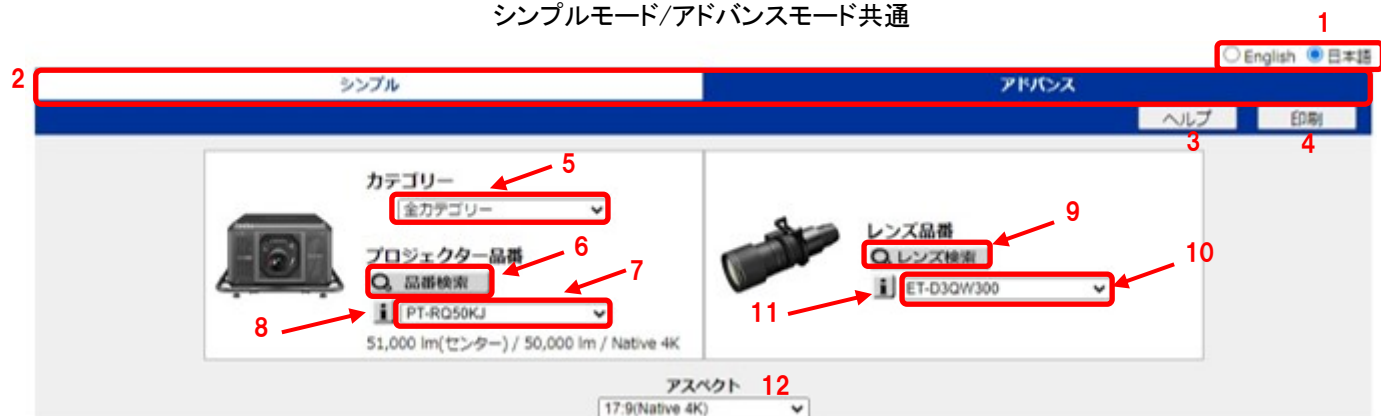 シンプルモード/アドバンスモード共通
1
English 日本語
2
シンプル アドバンス
ヘルプ 印刷
3 4
カテゴリー 5
全カテゴリー
プロジェクター品番 6
品番検索 7
8 i PT-RQ50KJ
51,000 lm(センター) / 50,000 lm / Native 4K
レンズ品番 9
レンズ検索 10
11 i ET-D3QW300
アスペクト 12
17:9(Native 4K)